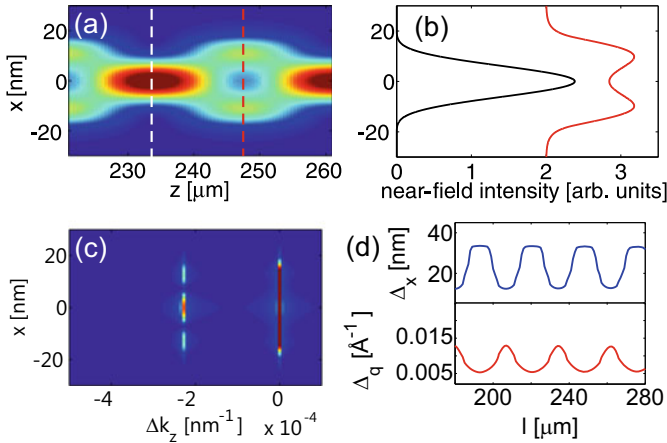 (a)
(b)
x [nm]
20
0
-20
230 240 250 260
z [μm]
20
0
-20
0 1 2 3
near-field intensity [arb. units]
(c)
(d)
x [nm]
20
0
-20
-4 -2 0
Δk_z [nm⁻¹] x 10⁻⁴
Δ_x [nm]
40
20
Δ_q [Å⁻¹]
0.015
0.005
200 240 280
l [μm]